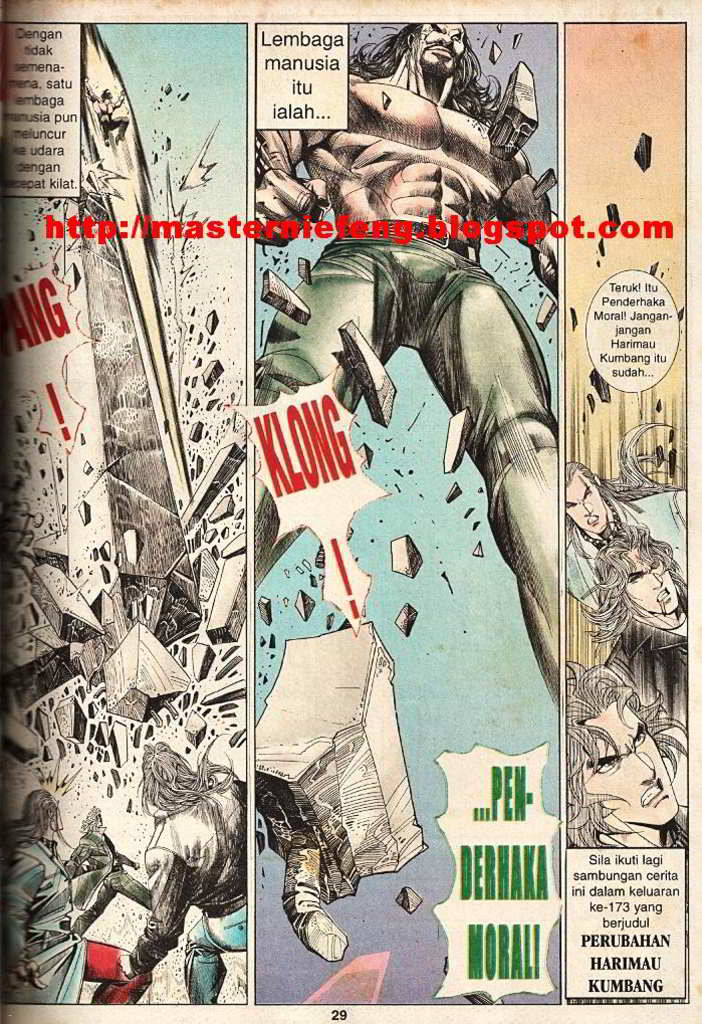 Dengan
tidak
semena-
mena, satu
lembaga
manusia pun
meluncur
ke udara
dengan
secepat kilat.
PANG
!
Lembaga
manusia
itu
ialah...
http://masterniefeng.blogspot.com
KLONG
!
...PEN-
DERHAKA
MORAL!
Teruk! Itu
Penderhaka
Moral! Jangan-
jangan
Harimau
Kumbang itu
sudah...
Sila ikuti lagi
sambungan cerita
ini dalam keluaran
ke-173 yang
berjudul
PERUBAHAN
HARIMAU
KUMBANG
29